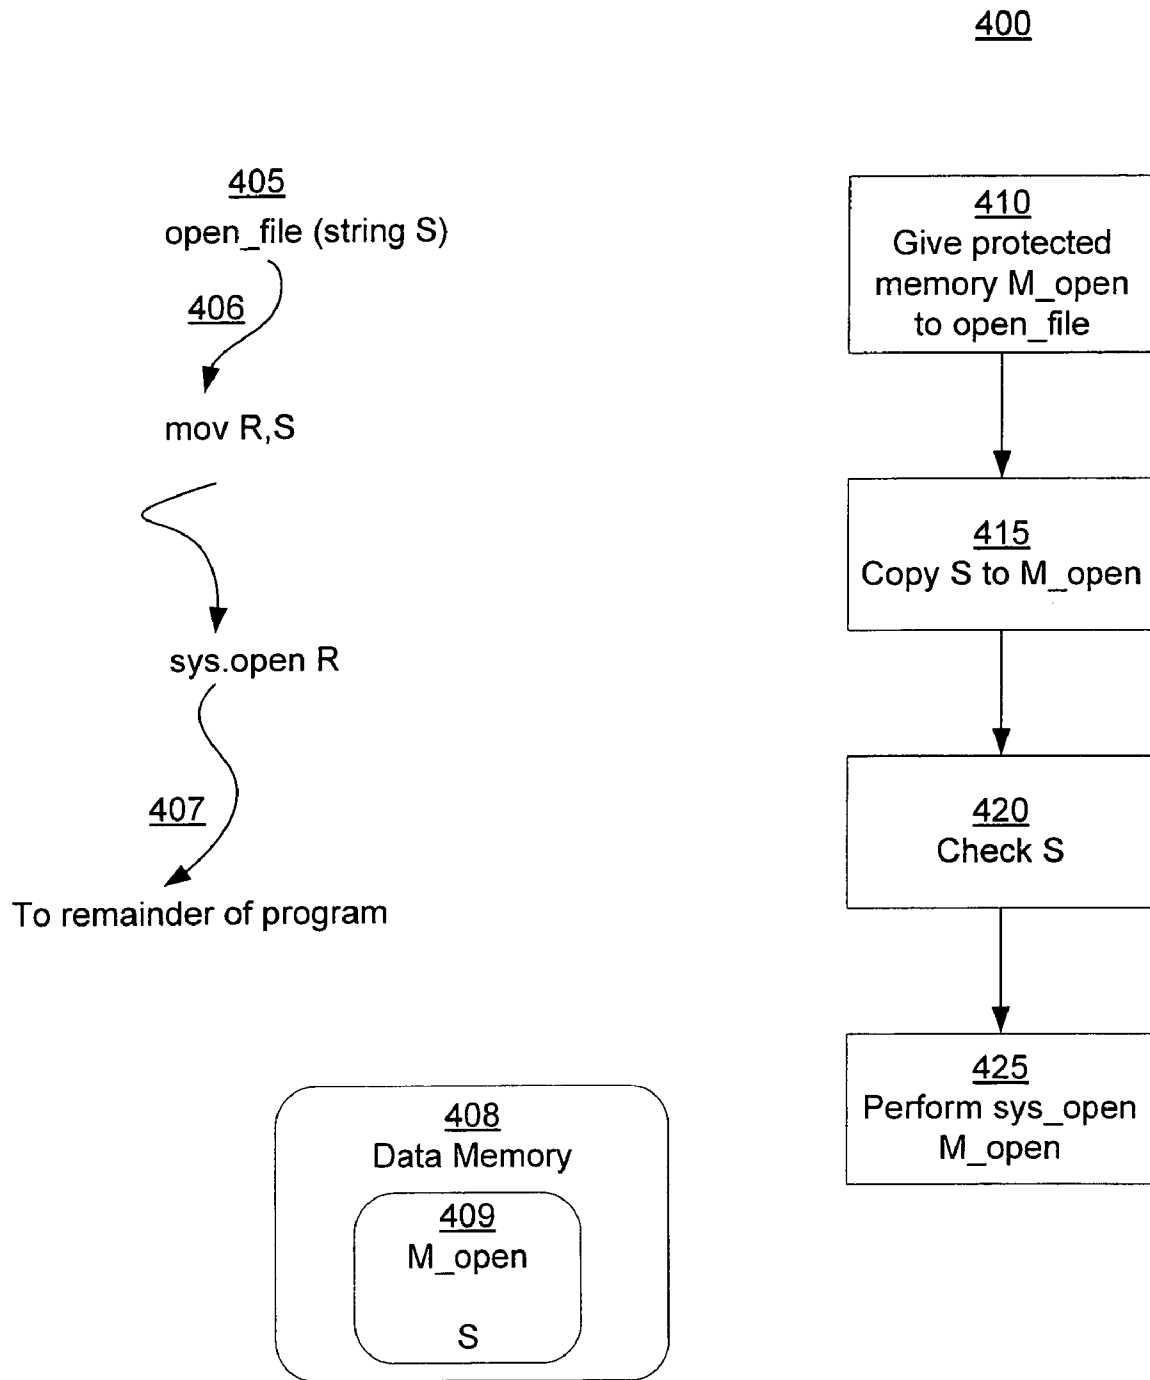 400
405
open_file (string S)
406
mov R,S
sys.open R
407
To remainder of program
408
Data Memory
409
M_open
S
410
Give protected
memory M_open
to open_file
415
Copy S to M_open
420
Check S
425
Perform sys_open
M_open